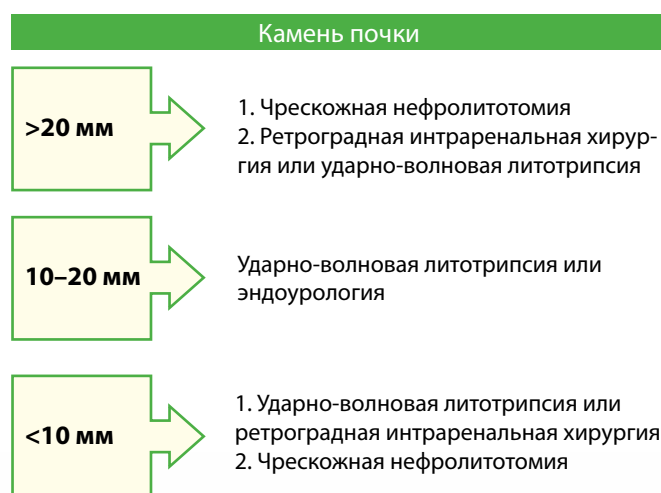 Камень почки
>20 мм
1. Чрескожная нефролитотомия
2. Ретроградная интраренальная хирур-
гия или ударно-волновая литотрипсия
10–20 мм
Ударно-волновая литотрипсия или
эндоурология
<10 мм
1. Ударно-волновая литотрипсия или
ретроградная интраренальная хирургия
2. Чрескожная нефролитотомия